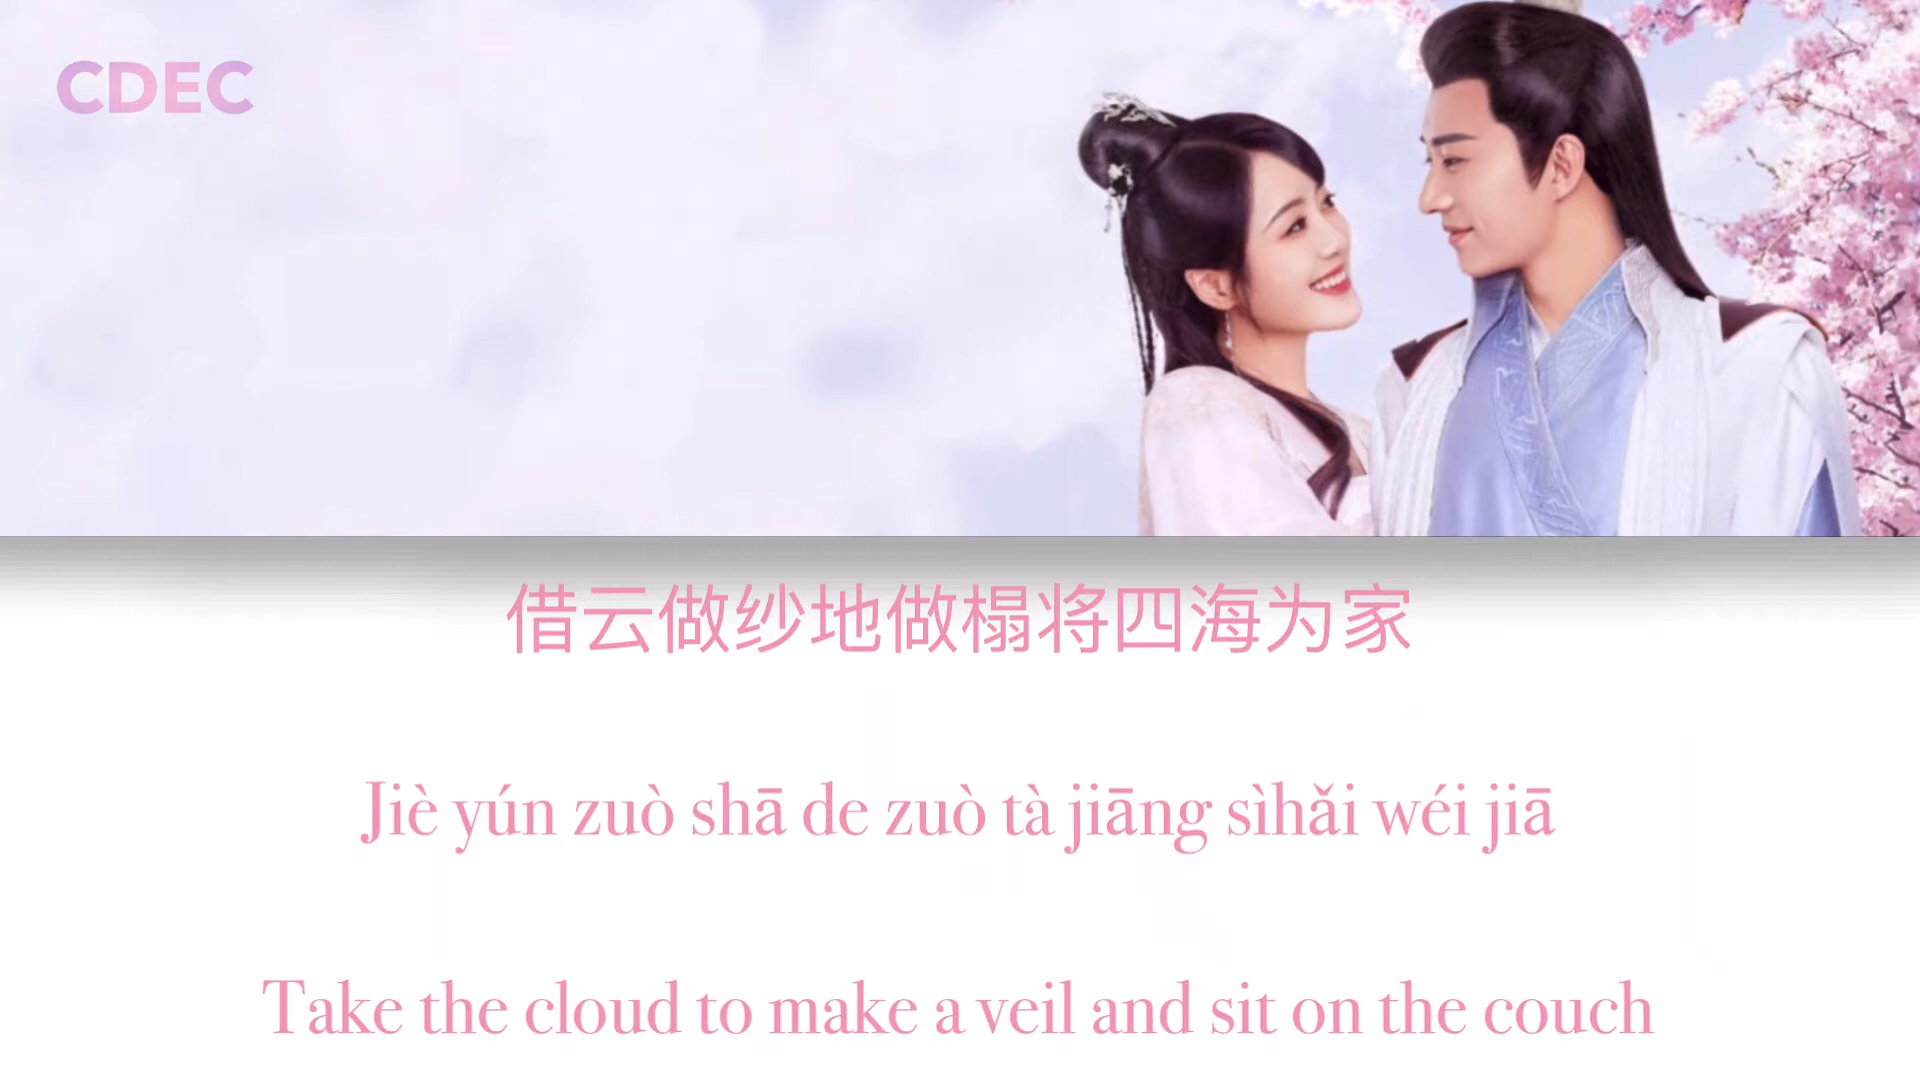 CDEC
借云做纱地做榻将四海为家
Jiè yún zuò shā de zuò tà jiāng sìhǎi wéi jiā
Take the cloud to make a veil and sit on the couch